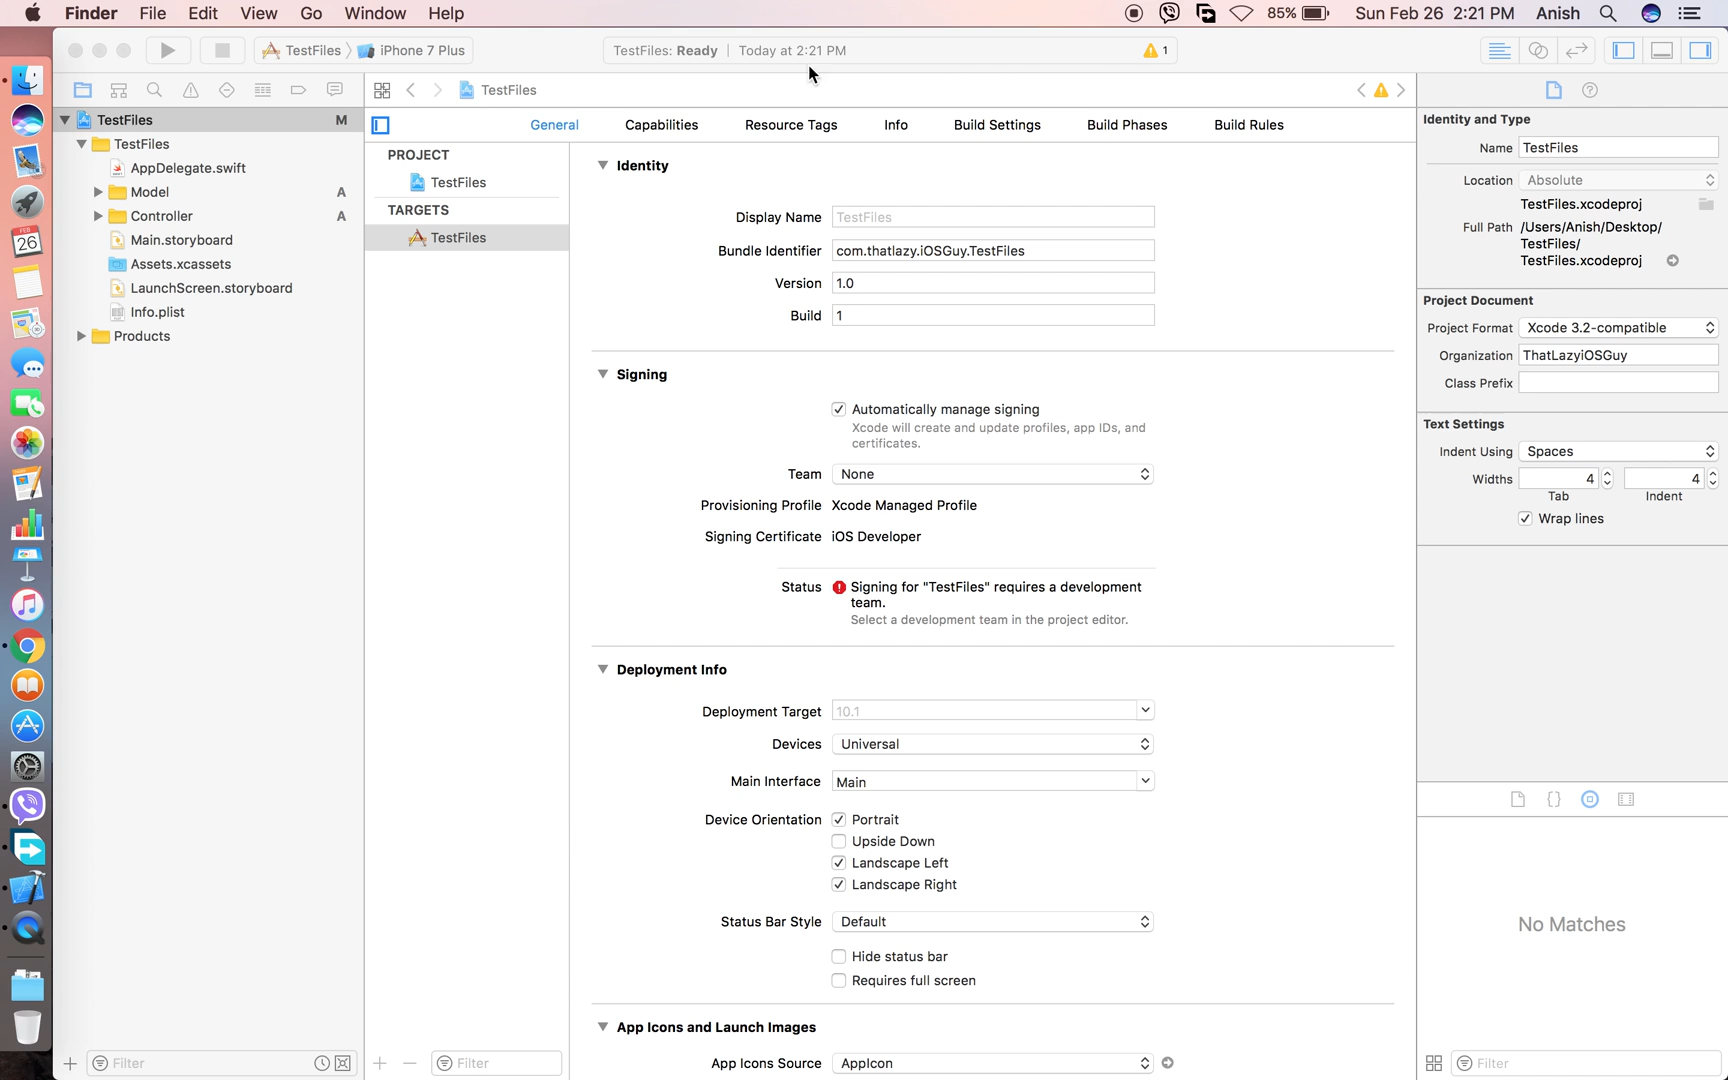 Finder File Edit View Go Window Help 85% Sun Feb 26 2:21 PM Anish
TestFiles iPhone 7 Plus TestFiles: Ready Today at 2:21 PM 1
TestFiles
TestFiles M
TestFiles
AppDelegate.swift
Model A
Controller A
Main.storyboard
Assets.xcassets
LaunchScreen.storyboard
Info.plist
Products
Filter
General Capabilities Resource Tags Info Build Settings Build Phases Build Rules
PROJECT
TestFiles
TARGETS
TestFiles
Filter
Identity
Display Name TestFiles
Bundle Identifier com.thatlazy.iOSGuy.TestFiles
Version 1.0
Build 1
Signing
Automatically manage signing
Xcode will create and update profiles, app IDs, and
certificates.
Team None
Provisioning Profile Xcode Managed Profile
Signing Certificate iOS Developer
Status Signing for "TestFiles" requires a development
team.
Select a development team in the project editor.
Deployment Info
Deployment Target 10.1
Devices Universal
Main Interface Main
Device Orientation Portrait
Upside Down
Landscape Left
Landscape Right
Status Bar Style Default
Hide status bar
Requires full screen
App Icons and Launch Images
App Icons Source AppIcon
Identity and Type
Name TestFiles
Location Absolute
TestFiles.xcodeproj
Full Path /Users/Anish/Desktop/
TestFiles/
TestFiles.xcodeproj
Project Document
Project Format Xcode 3.2-compatible
Organization ThatLazyiOSGuy
Class Prefix
Text Settings
Indent Using Spaces
Widths 4 4
Tab Indent
Wrap lines
{}
No Matches
Filter
FEB
26